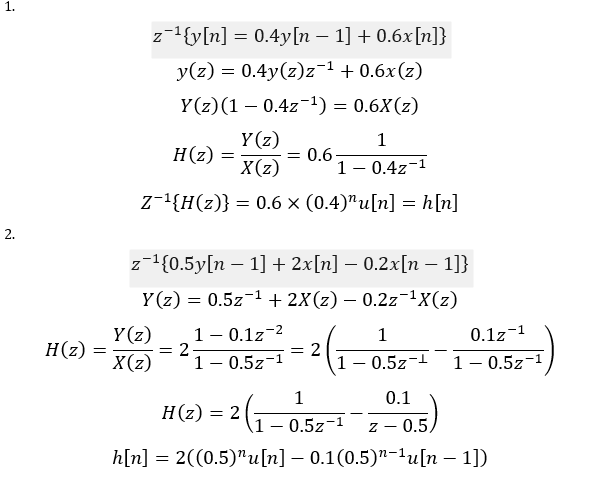 1.
z⁻¹{y[n] = 0.4y[n − 1] + 0.6x[n]}
y(z) = 0.4y(z)z⁻¹ + 0.6x(z)
Y(z)(1 − 0.4z⁻¹) = 0.6X(z)
H(z) = Y(z)/X(z) = 0.6 1/(1 − 0.4z⁻¹)
Z⁻¹{H(z)} = 0.6 × (0.4)ⁿu[n] = h[n]
2.
z⁻¹{0.5y[n − 1] + 2x[n] − 0.2x[n − 1]}
Y(z) = 0.5z⁻¹ + 2X(z) − 0.2z⁻¹X(z)
H(z) = Y(z)/X(z) = 2 (1 − 0.1z⁻²)/(1 − 0.5z⁻¹) = 2(1/(1 − 0.5z⁻¹) − 0.1z⁻¹/(1 − 0.5z⁻¹))
H(z) = 2(1/(1 − 0.5z⁻¹) − 0.1/(z − 0.5))
h[n] = 2((0.5)ⁿu[n] − 0.1(0.5)ⁿ⁻¹u[n − 1])